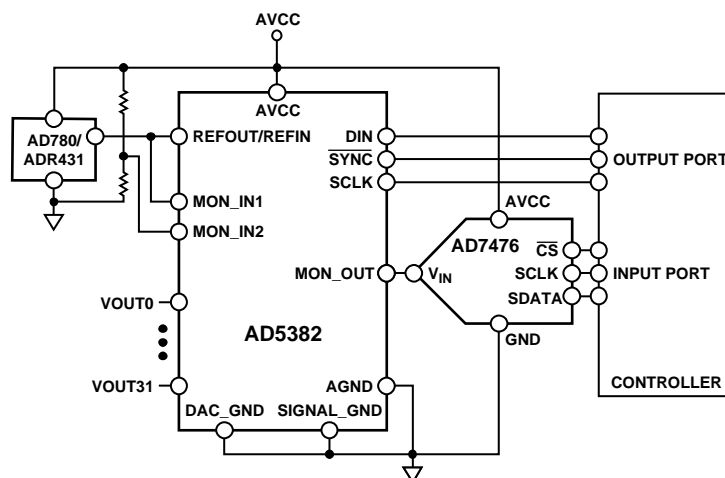 AVCC
AVCC
AD780/
ADR431
REFOUT/REFIN
DIN
SYNC
OUTPUT PORT
SCLK
MON_IN1
AVCC
MON_IN2
AD7476
CS
MON_OUT
VIN
SCLK
INPUT PORT
SDATA
VOUT0
AD5382
GND
VOUT31
AGND
CONTROLLER
DAC_GND
SIGNAL_GND